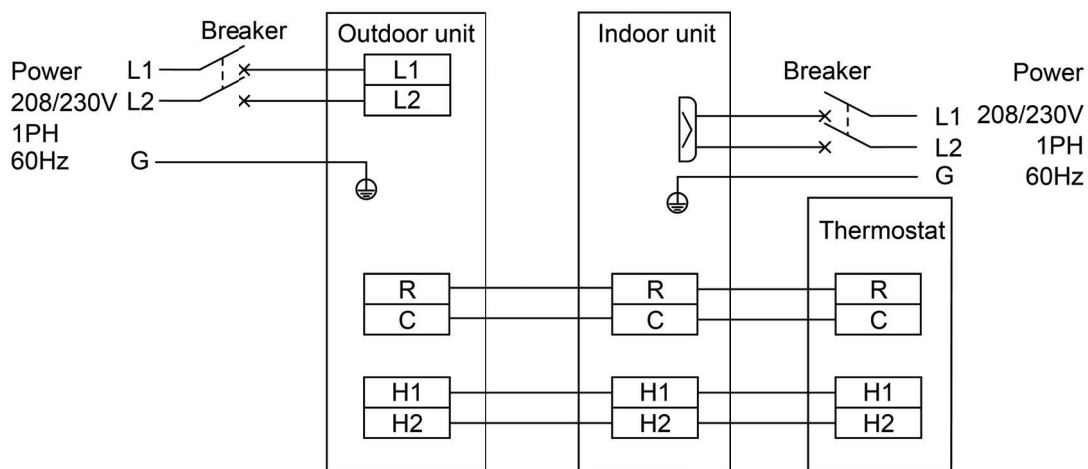 Breaker
Outdoor unit
Power
208/230V
1PH
60Hz
L1
L2
G
L1
L2
R
C
H1
H2
Indoor unit
R
C
H1
H2
Breaker
Power
L1 208/230V
L2 1PH
G 60Hz
Thermostat
R
C
H1
H2